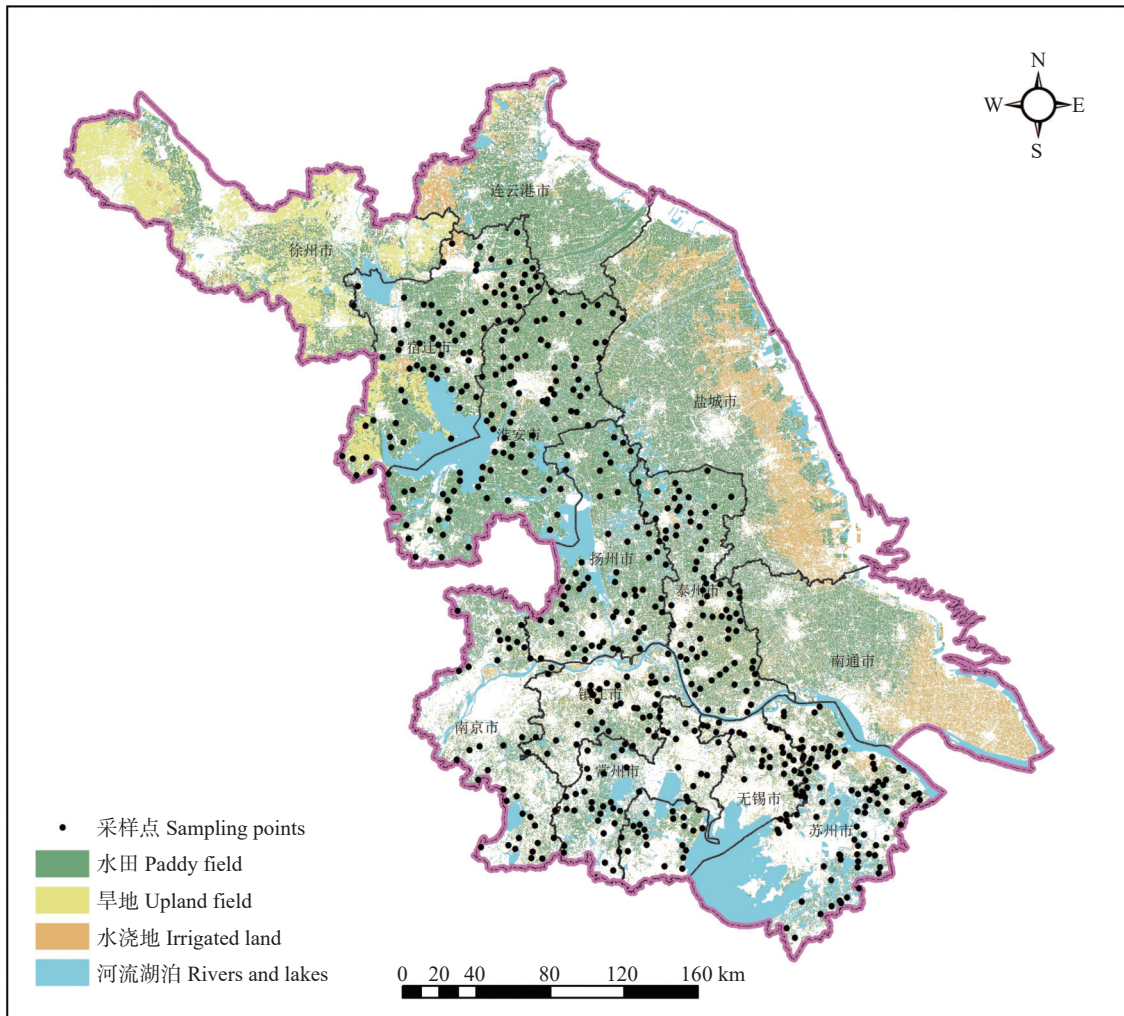 N
W E
S
连云港市
徐州市
宿迁市
盐城市
淮安市
扬州市
泰州市
南通市
镇江市
南京市
常州市
无锡市
苏州市
采样点 Sampling points
水田 Paddy field
旱地 Upland field
水浇地 Irrigated land
河流湖泊 Rivers and lakes
0 20 40 80 120 160 km